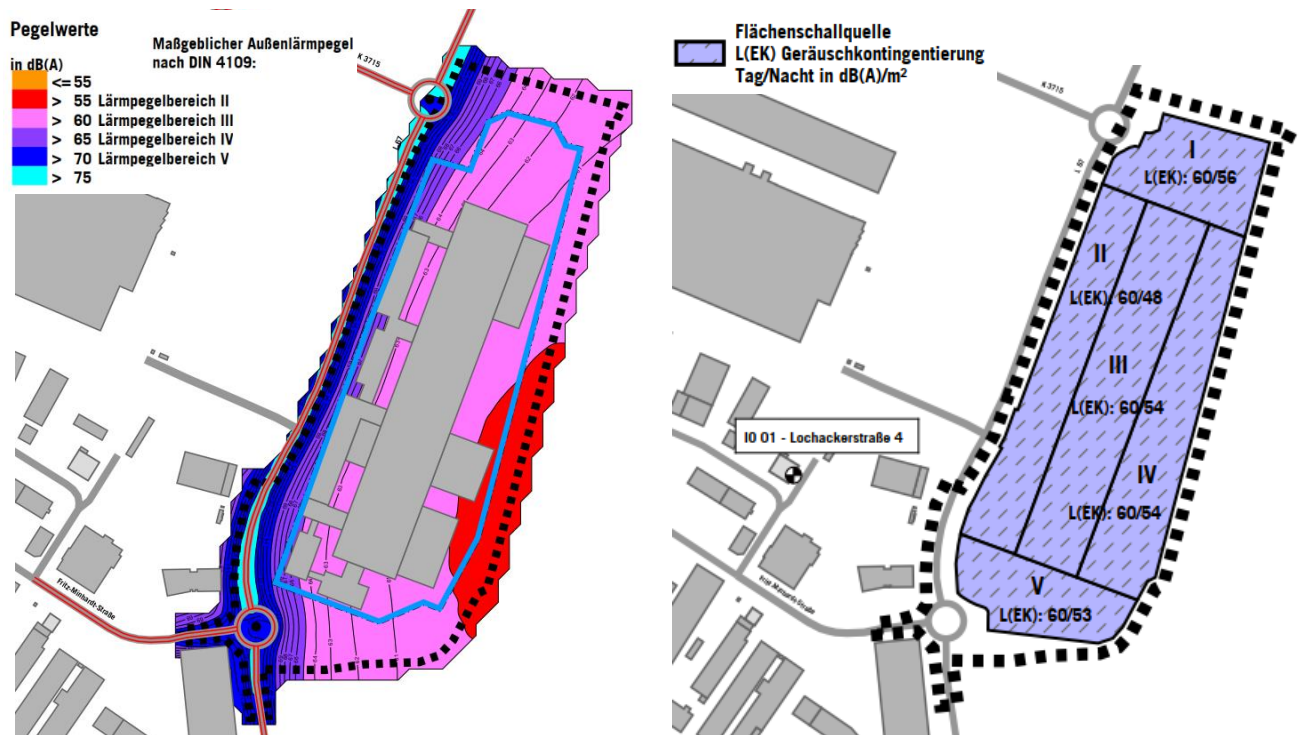 Pegelwerte
in dB(A)
Maßgeblicher Außenlärmpegel
nach DIN 4109:
<= 55
> 55 Lärmpegelbereich II
> 60 Lärmpegelbereich III
> 65 Lärmpegelbereich IV
> 70 Lärmpegelbereich V
> 75
K 3715
Fritz-Minhardt-Straße
Flächenschallquelle
L(EK) Geräuschkontingentierung
Tag/Nacht in dB(A)/m²
K 3715
I
L(EK): 60/56
II
L(EK): 60/48
III
L(EK): 60/54
IO 01 - Lochackerstraße 4
IV
L(EK): 60/54
V
L(EK): 60/53
Fritz-Minhardt-Straße